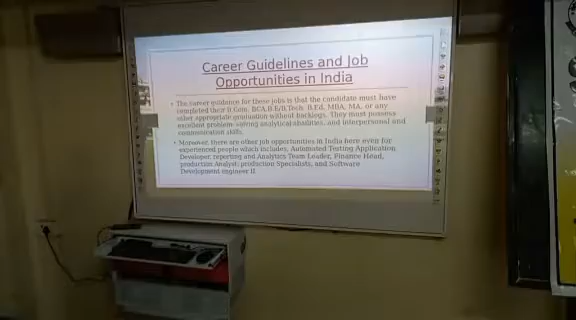 Career Guidelines and Job
Opportunities in India
• The career guidance for these jobs is that the candidate must have
completed their B.Com, BCA,B.E/B.Tech, B.Ed, MBA, MA, or any
other appropriate graduation without backlogs. They must possess
excellent problem solving analytical abilities, and interpersonal and
communication skills.
• Moreover, there are other job opportunities in India here even for
experienced people which includes, Automated Testing Application
Developer, reporting and Analytics Team Leader, Finance Head,
production Analyst, production Specialists, and Software
Development engineer II